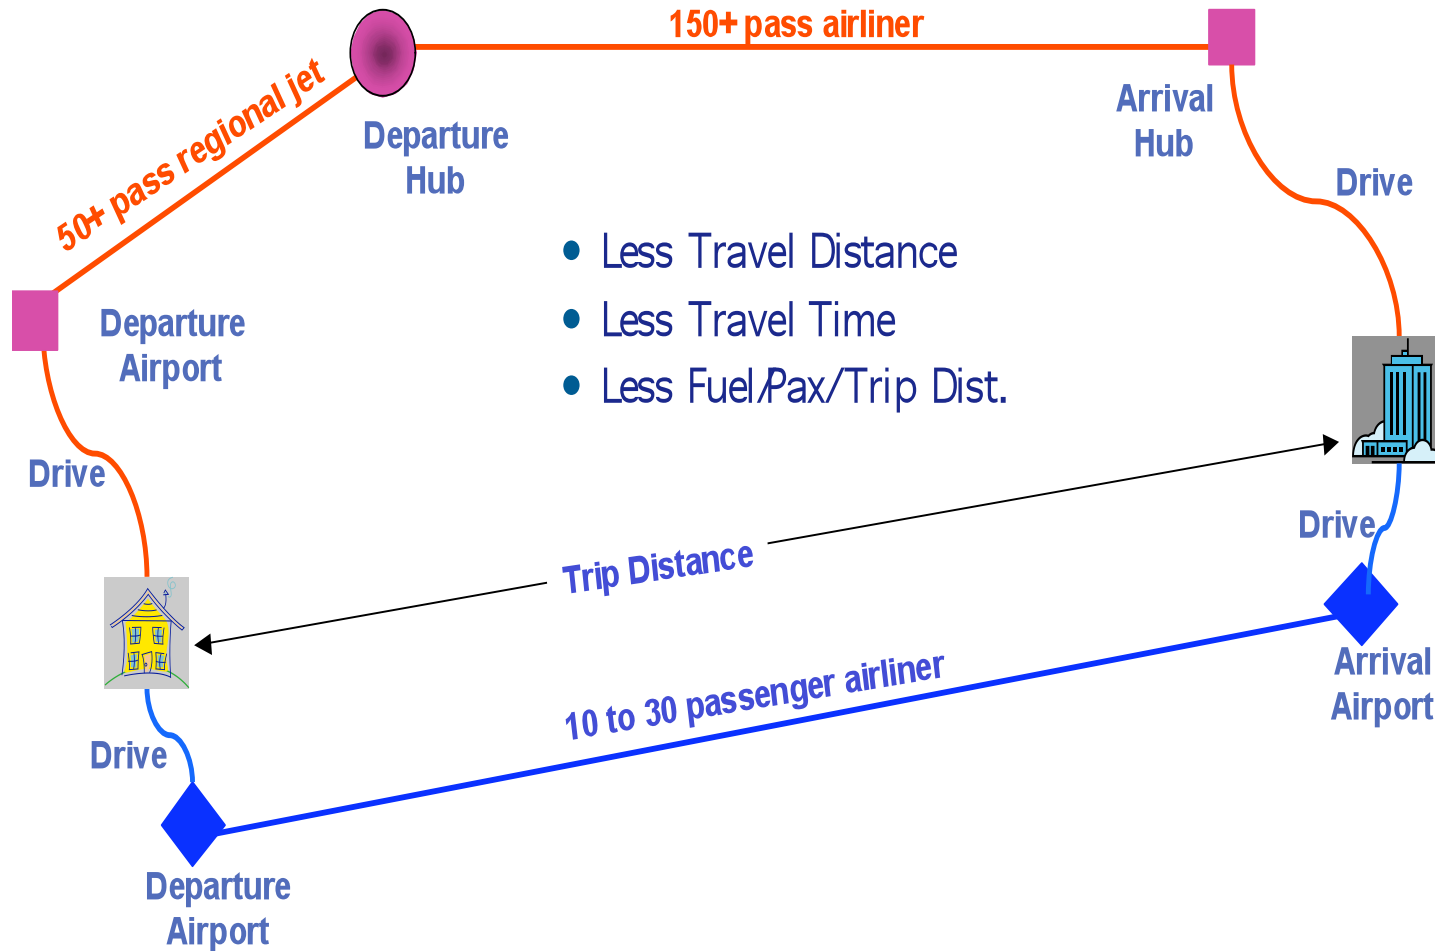 150+ pass airliner
50+ pass regional jet
Departure
Hub
Arrival
Hub
Drive
• Less Travel Distance
• Less Travel Time
• Less Fuel/Pax/Trip Dist.
Departure
Airport
Drive
Trip Distance
Drive
10 to 30 passenger airliner
Arrival
Airport
Drive
Departure
Airport